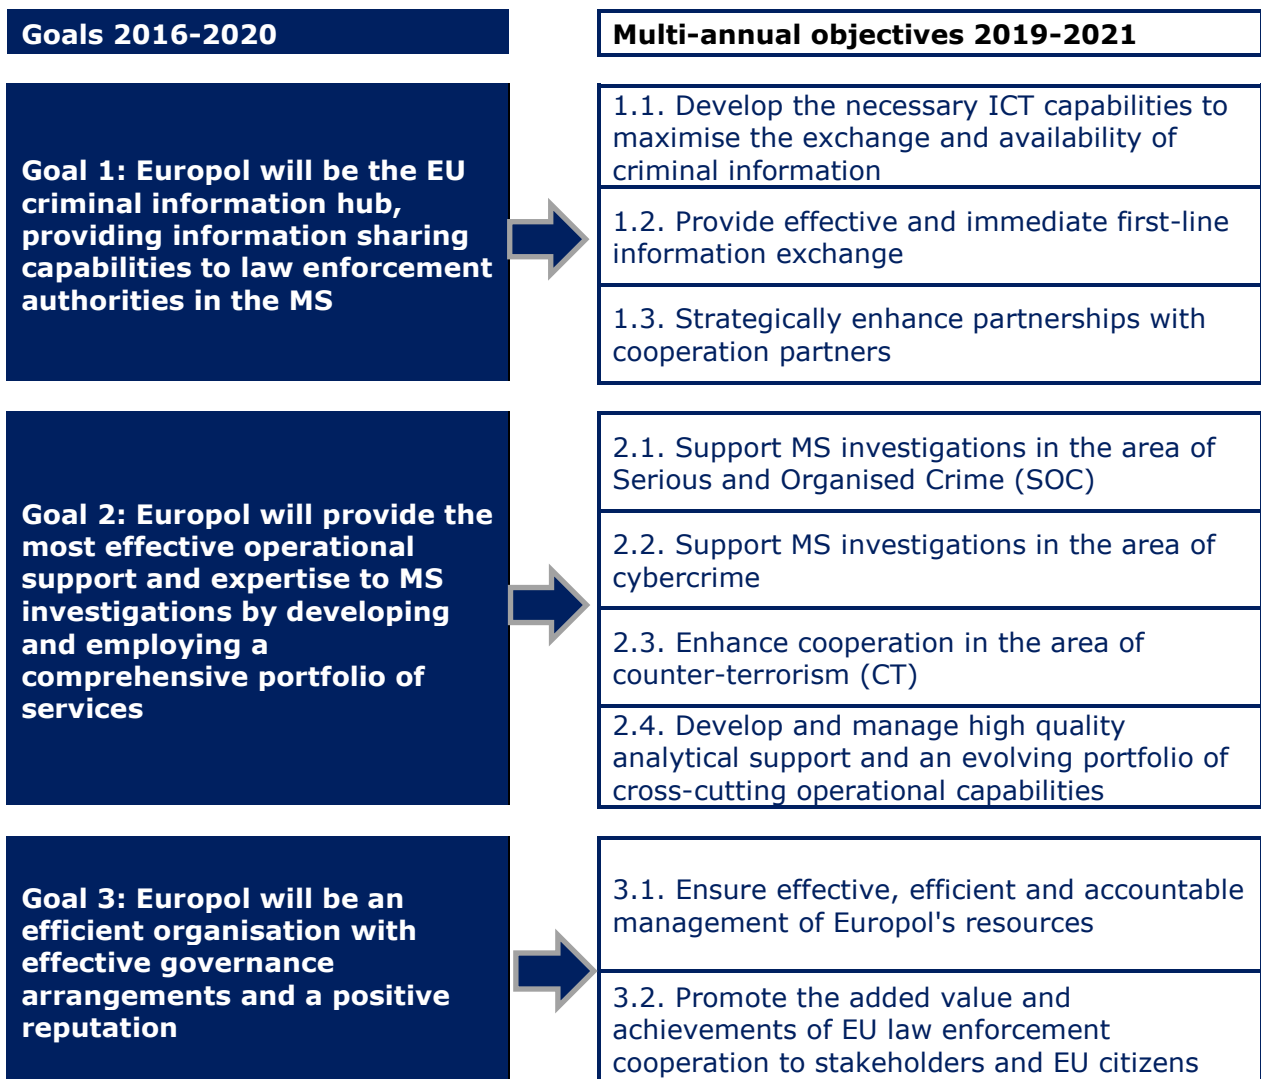 Goals 2016-2020
Multi-annual objectives 2019-2021
Goal 1: Europol will be the EU
criminal information hub,
providing information sharing
capabilities to law enforcement
authorities in the MS
1.1. Develop the necessary ICT capabilities to
maximise the exchange and availability of
criminal information
1.2. Provide effective and immediate first-line
information exchange
1.3. Strategically enhance partnerships with
cooperation partners
Goal 2: Europol will provide the
most effective operational
support and expertise to MS
investigations by developing
and employing a
comprehensive portfolio of
services
2.1. Support MS investigations in the area of
Serious and Organised Crime (SOC)
2.2. Support MS investigations in the area of
cybercrime
2.3. Enhance cooperation in the area of
counter-terrorism (CT)
2.4. Develop and manage high quality
analytical support and an evolving portfolio of
cross-cutting operational capabilities
Goal 3: Europol will be an
efficient organisation with
effective governance
arrangements and a positive
reputation
3.1. Ensure effective, efficient and accountable
management of Europol's resources
3.2. Promote the added value and
achievements of EU law enforcement
cooperation to stakeholders and EU citizens